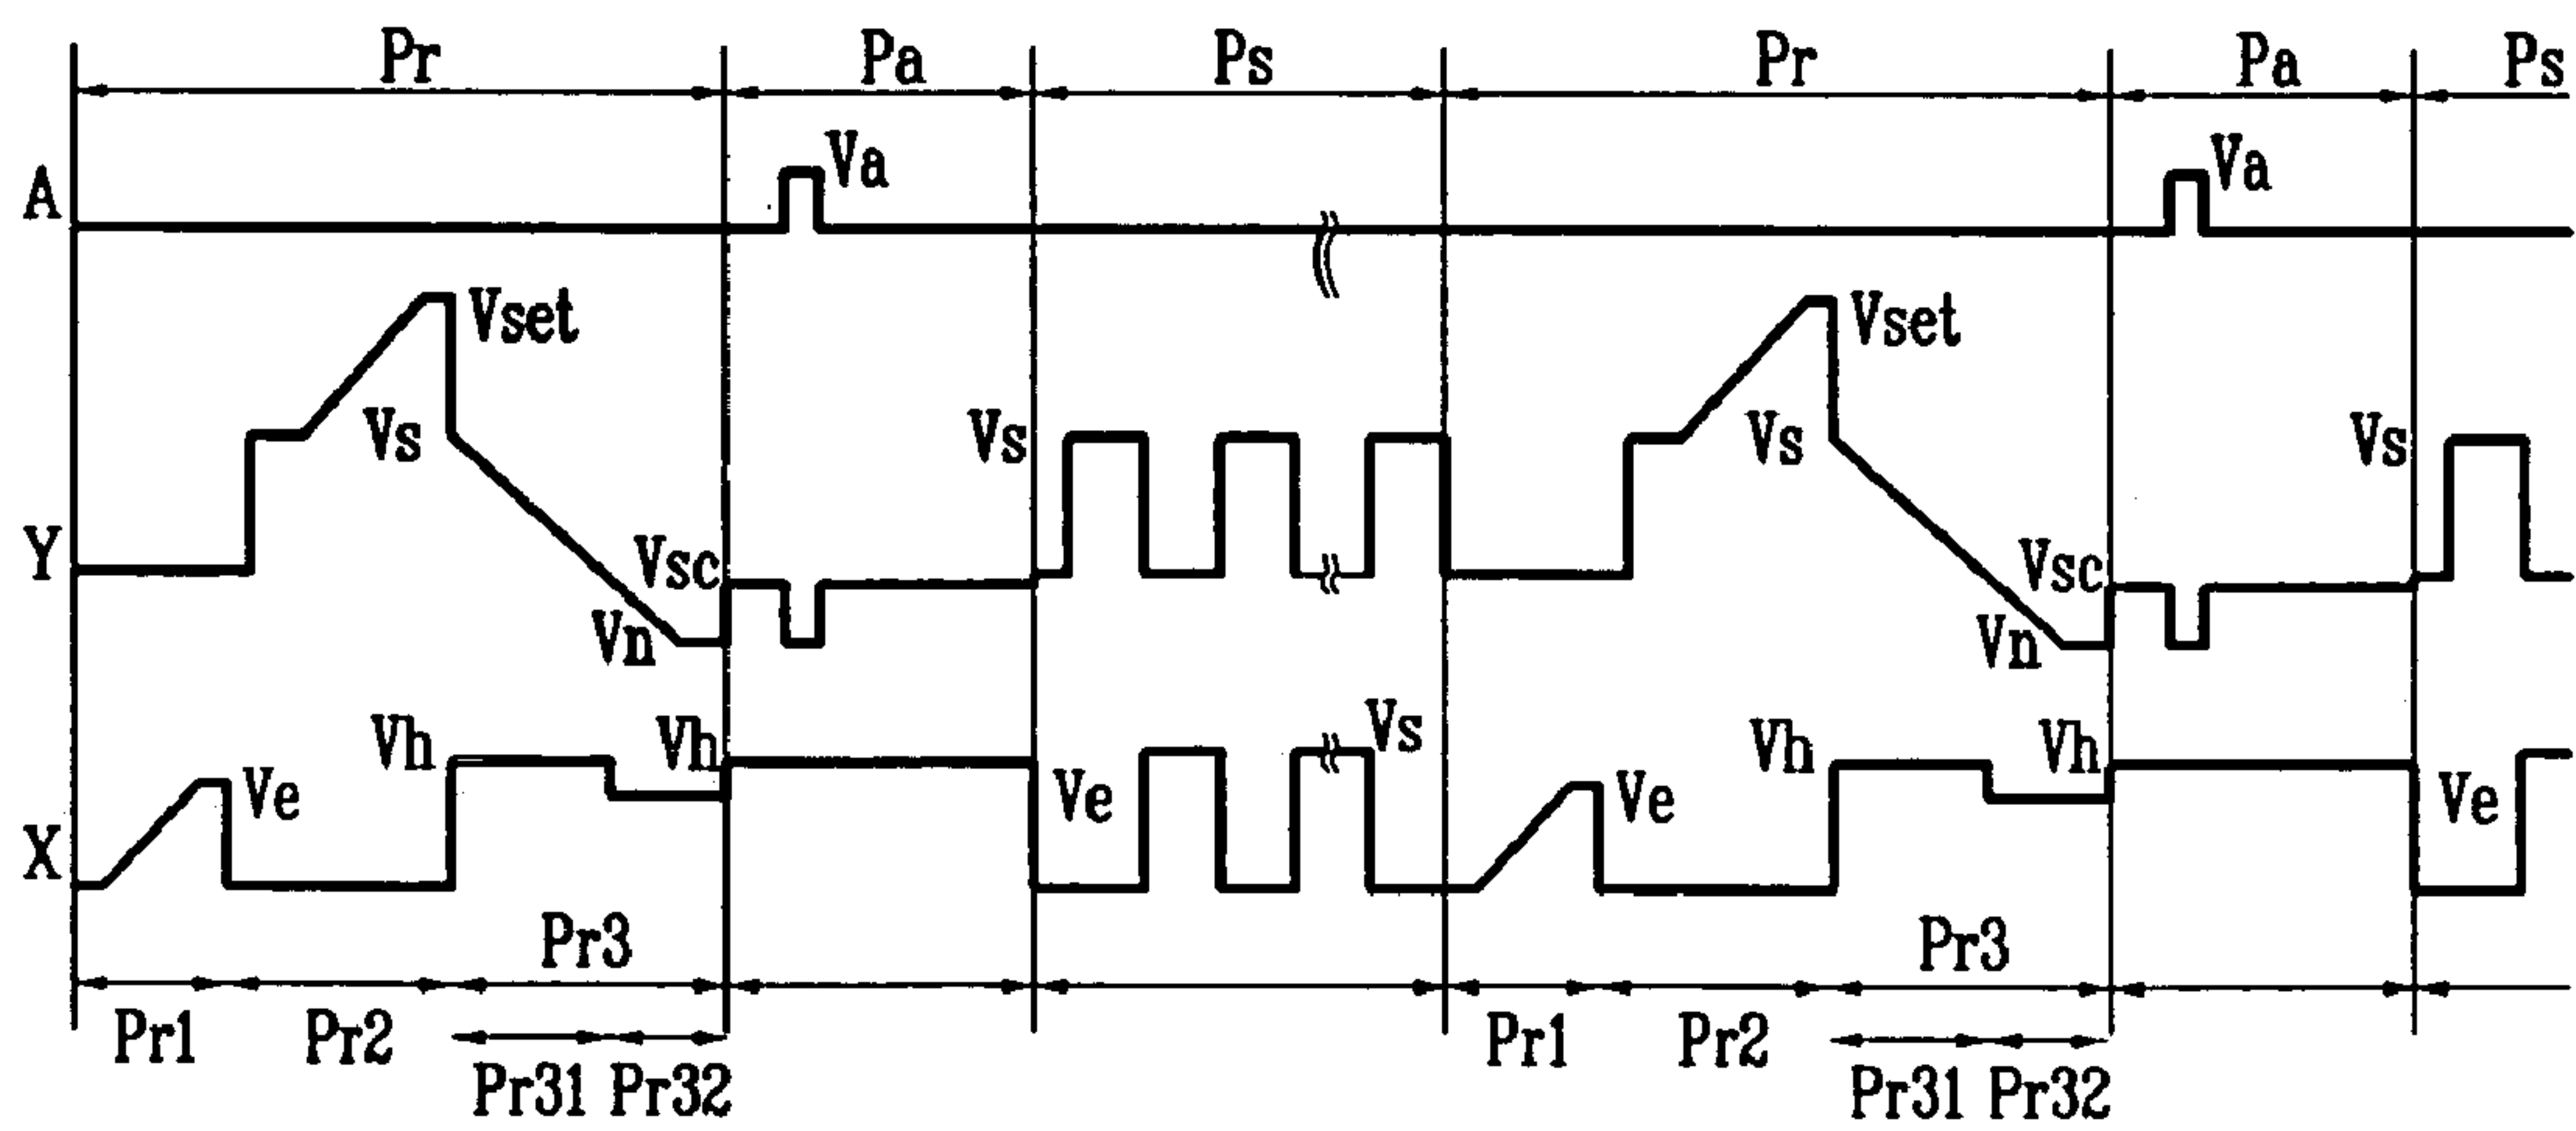 Pr Pa Ps Pr Pa Ps
Va Va
A
Vset Vset
Vs Vs Vs Vs
Y Vsc Vsc
Vn Vn
Vh Vh Vs Vh Vh
Ve Ve Ve Ve
X
Pr3 Pr3
Pr1 Pr2 Pr1 Pr2
Pr31 Pr32 Pr31 Pr32